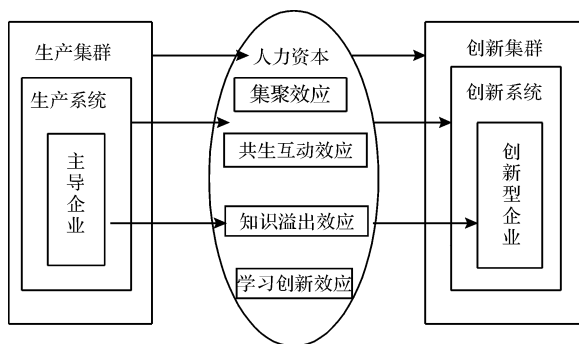 生产集群
生产系统
主导企业
人力资本
集聚效应
共生互动效应
知识溢出效应
学习创新效应
创新集群
创新系统
创新型企业